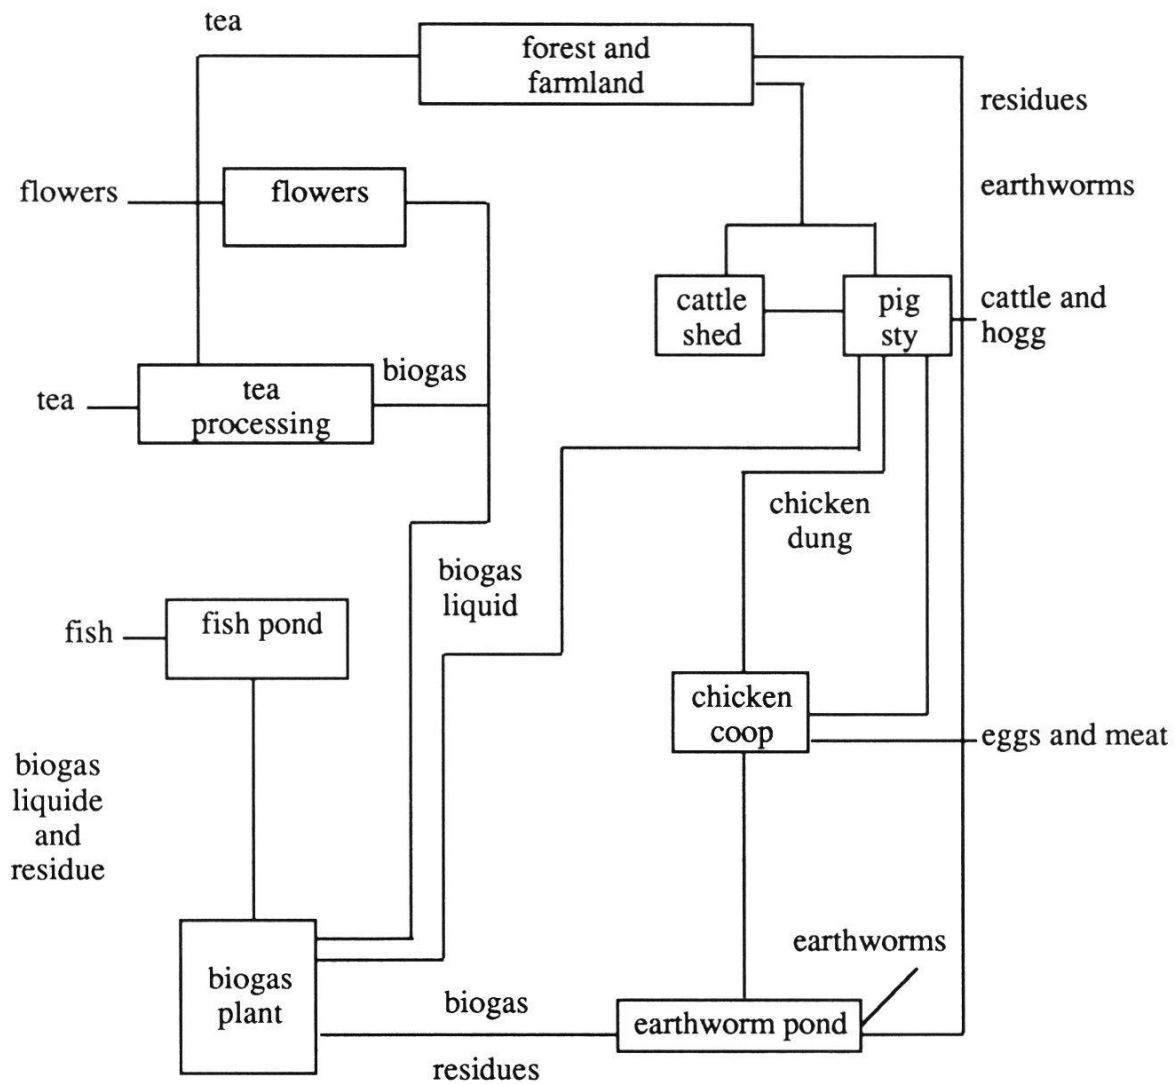 tea
forest and
farmland
residues
flowers
flowers
earthworms
cattle
shed
pig
sty
cattle and
hogg
biogas
tea
tea
processing
chicken
dung
biogas
liquid
fish
fish pond
chicken
coop
eggs and meat
biogas
liquide
and
residue
earthworms
biogas
plant
biogas
earthworm pond
residues